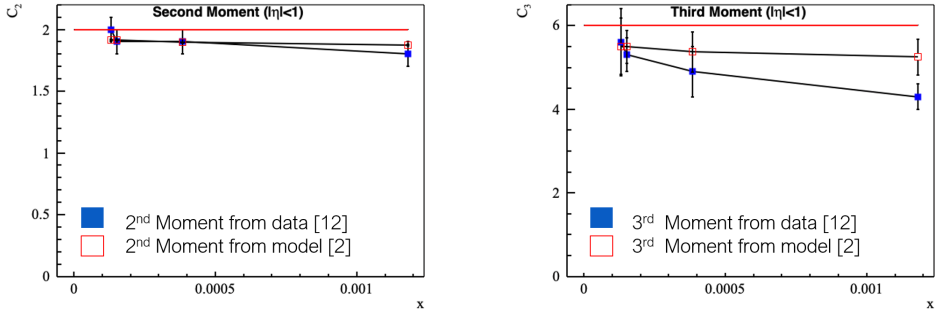 Second Moment (|η|<1)
C₂
2
1.5
1
0.5
0
2ⁿᵈ Moment from data [12]
2ⁿᵈ Moment from model [2]
0
0.0005
0.001
x
Third Moment (|η|<1)
C₃
6
4
2
0
3ʳᵈ Moment from data [12]
3ʳᵈ Moment from model [2]
0
0.0005
0.001
x